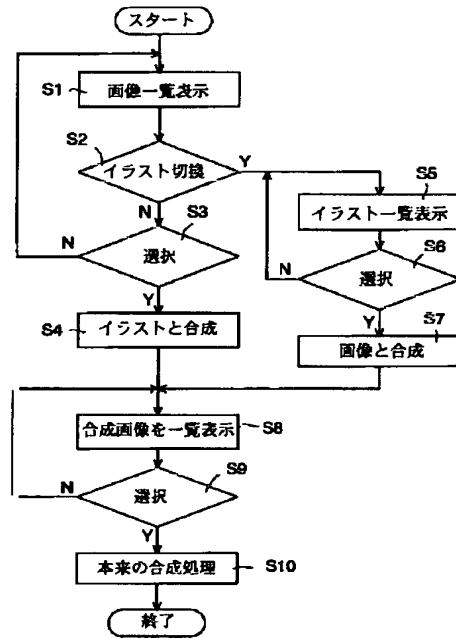 スタート
S1
画像一覧表示
S2
イラスト切換
Y
N
S3
選択
N
Y
S4
イラストと合成
S5
イラスト一覧表示
S6
選択
N
Y
S7
画像と合成
合成画像を一覧表示
S8
S9
選択
N
Y
本来の合成処理
S10
終了